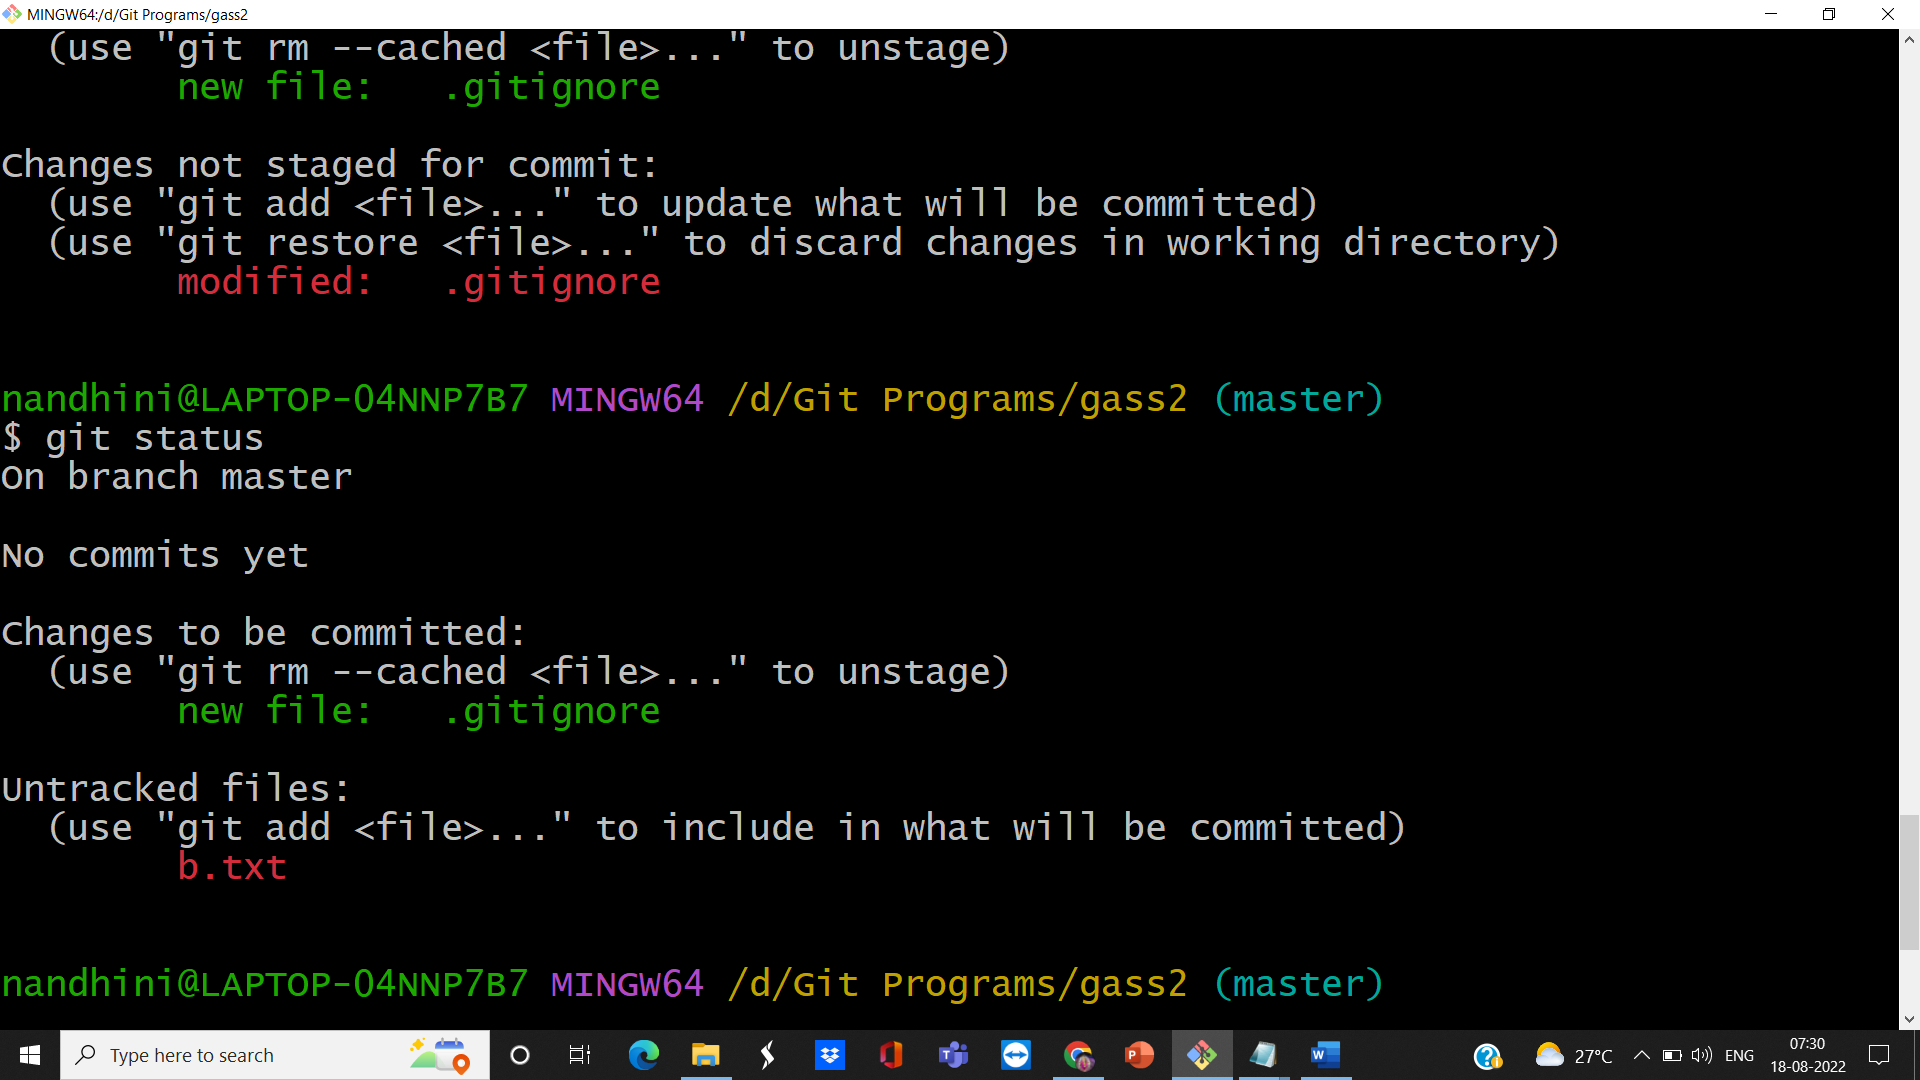 MINGW64:/d/Git Programs/gass2
(use "git rm --cached <file>..." to unstage)
new file:   .gitignore
Changes not staged for commit:
(use "git add <file>..." to update what will be committed)
(use "git restore <file>..." to discard changes in working directory)
modified:   .gitignore
nandhini@LAPTOP-04NNP7B7 MINGW64 /d/Git Programs/gass2 (master)
$ git status
On branch master
No commits yet
Changes to be committed:
(use "git rm --cached <file>..." to unstage)
new file:   .gitignore
Untracked files:
(use "git add <file>..." to include in what will be committed)
b.txt
nandhini@LAPTOP-04NNP7B7 MINGW64 /d/Git Programs/gass2 (master)
Type here to search
27°C
ENG
07:30
18-08-2022